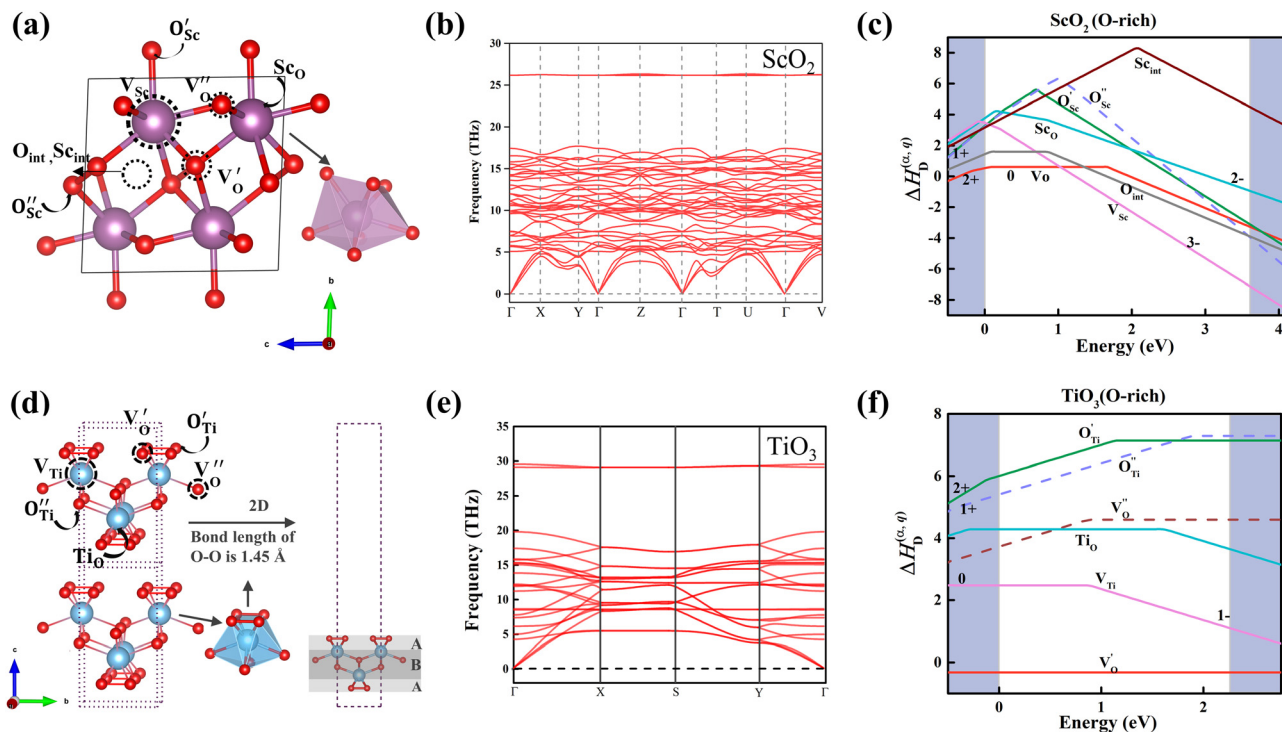 (a)
O′Sc
VSc
V″O
ScO
Oint ,Scint
V′O
O″Sc
b
c
a
(b)
ScO2
Frequency (THz)
30
25
20
15
10
5
0
Γ X Y Γ Z Γ T U Γ V
(c)
ScO2 (O-rich)
ΔHD(α, q)
8
6
4
2
0
-2
-4
-6
-8
Scint
O′Sc
O″Sc
ScO
1+
2+
0
Vo
Oint
VSc
2-
3-
0 1 2 3 4
Energy (eV)
(d)
V′O
O′Ti
VTi
V″O
O″Ti
TiO
2D
Bond length of
O-O is 1.45 Å
A
B
A
c
b
(e)
TiO3
Frequency (THz)
40
35
30
25
20
15
10
5
0
Γ X S Y Γ
(f)
TiO3(O-rich)
ΔHD(α, q)
8
6
4
2
0
O′Ti
2+
1+
O″Ti
V″O
TiO
0
VTi
1-
V′O
0 1 2
Energy (eV)